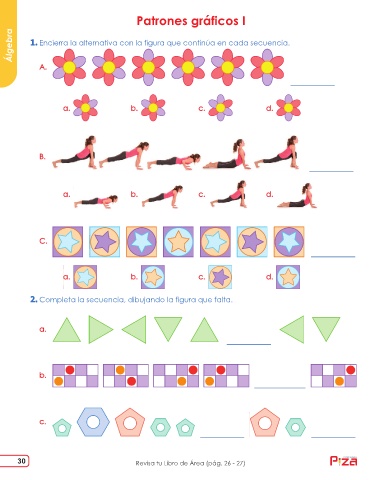 Álgebra
Patrones gráficos I
1. Encierra la alternativa con la figura que continúa en cada secuencia.
A.
a. b. c. d.
B.
a. b. c. d.
C.
a. b. c. d.
2. Completa la secuencia, dibujando la figura que falta.
a.
b.
c.
30
Revisa tu Libro de Área (pág. 26 - 27)